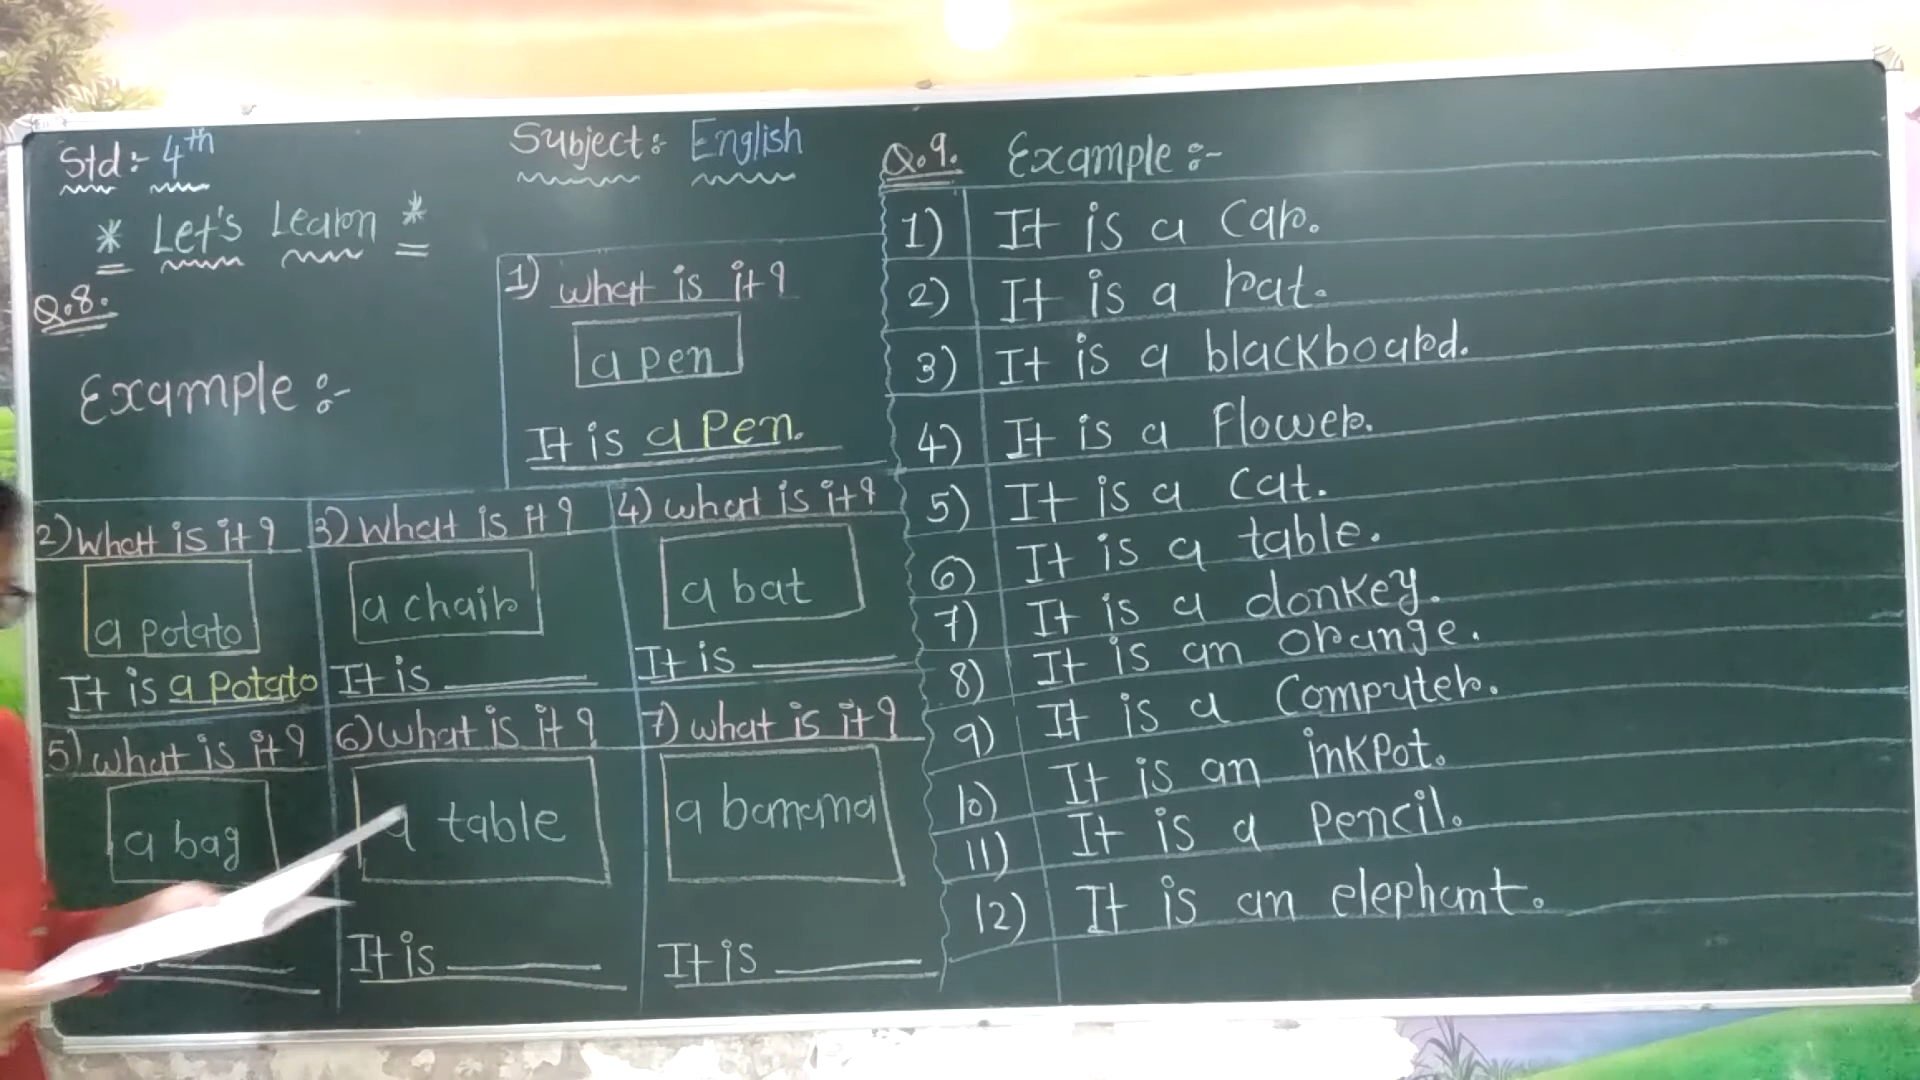 Std:- 4th
Subject:- English
* Let's Learn *
Q.8.
Example :-
1) What is it?
a pen
It is a Pen.
2) What is it?
a potato
It is a Potato
3) What is it?
a chair
It is ______
4) What is it?
a bat
It is ______
5) What is it?
a bag
6) What is it?
a table
It is ______
7) What is it?
a banana
It is ______
Q.9. Example :-
1) It is a Car.
2) It is a rat.
3) It is a blackboard.
4) It is a Flower.
5) It is a Cat.
6) It is a table.
7) It is a donkey.
8) It is an orange.
9) It is a Computer.
10) It is an inkPot.
11) It is a Pencil.
12) It is an elephant.